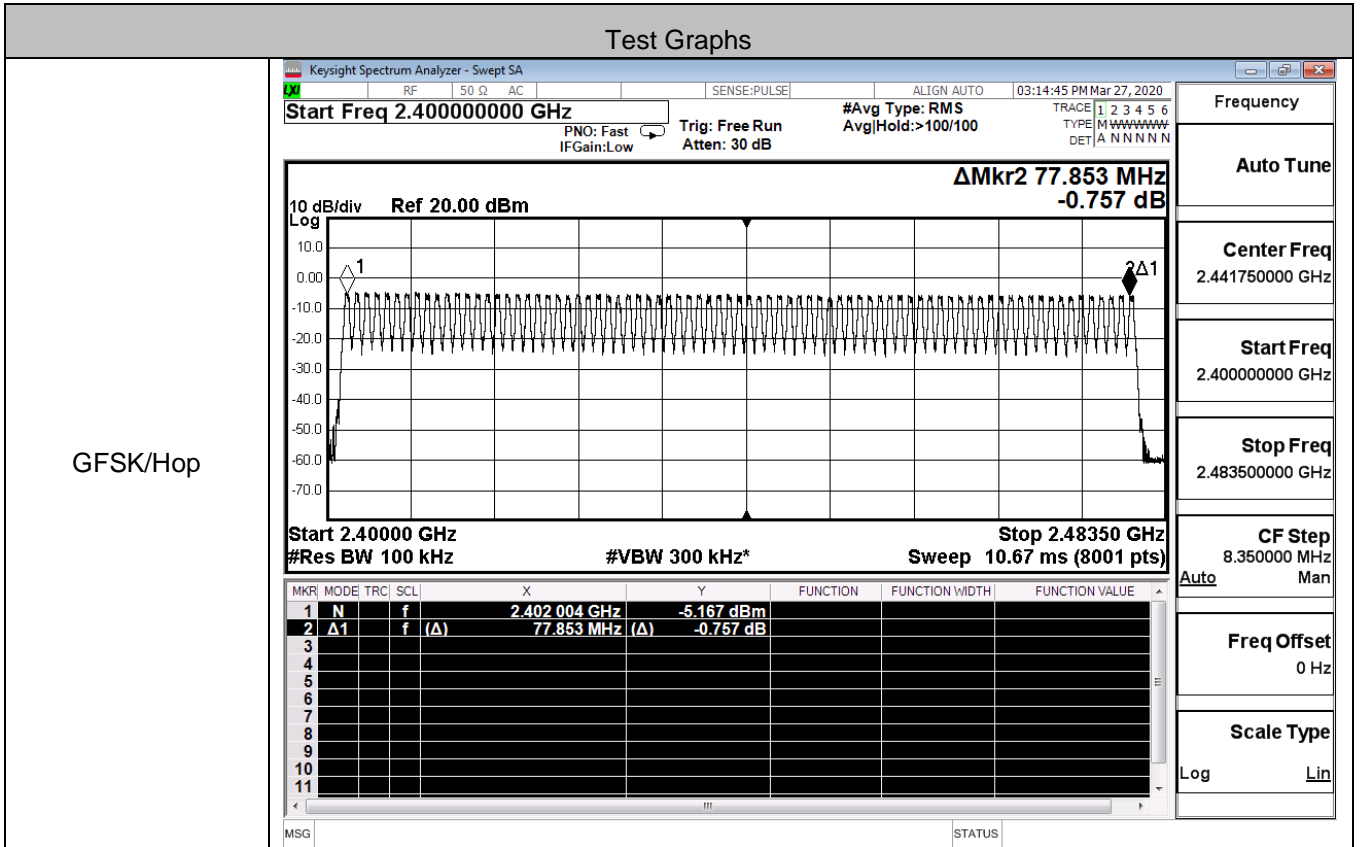 Test Graphs
GFSK/Hop
Keysight Spectrum Analyzer - Swept SA
LXI RF 50 Ω AC SENSE:PULSE ALIGN AUTO 03:14:45 PM Mar 27, 2020
Start Freq 2.400000000 GHz
PNO: Fast
IFGain:Low
Trig: Free Run
Atten: 30 dB
#Avg Type: RMS
Avg|Hold:>100/100
TRACE 1 2 3 4 5 6
TYPE M WWWWW
DET A N N N N N
ΔMkr2 77.853 MHz
-0.757 dB
10 dB/div Ref 20.00 dBm
Log
10.0
0.00
-10.0
-20.0
-30.0
-40.0
-50.0
-60.0
-70.0
1
2Δ1
Start 2.40000 GHz Stop 2.48350 GHz
#Res BW 100 kHz #VBW 300 kHz* Sweep 10.67 ms (8001 pts)
MKR MODE TRC SCL X Y FUNCTION FUNCTION WIDTH FUNCTION VALUE
1 N f 2.402 004 GHz -5.167 dBm
2 Δ1 f (Δ) 77.853 MHz (Δ) -0.757 dB
3
4
5
6
7
8
9
10
11
MSG STATUS
Frequency
Auto Tune
Center Freq
2.441750000 GHz
Start Freq
2.400000000 GHz
Stop Freq
2.483500000 GHz
CF Step
8.350000 MHz
Auto Man
Freq Offset
0 Hz
Scale Type
Log Lin